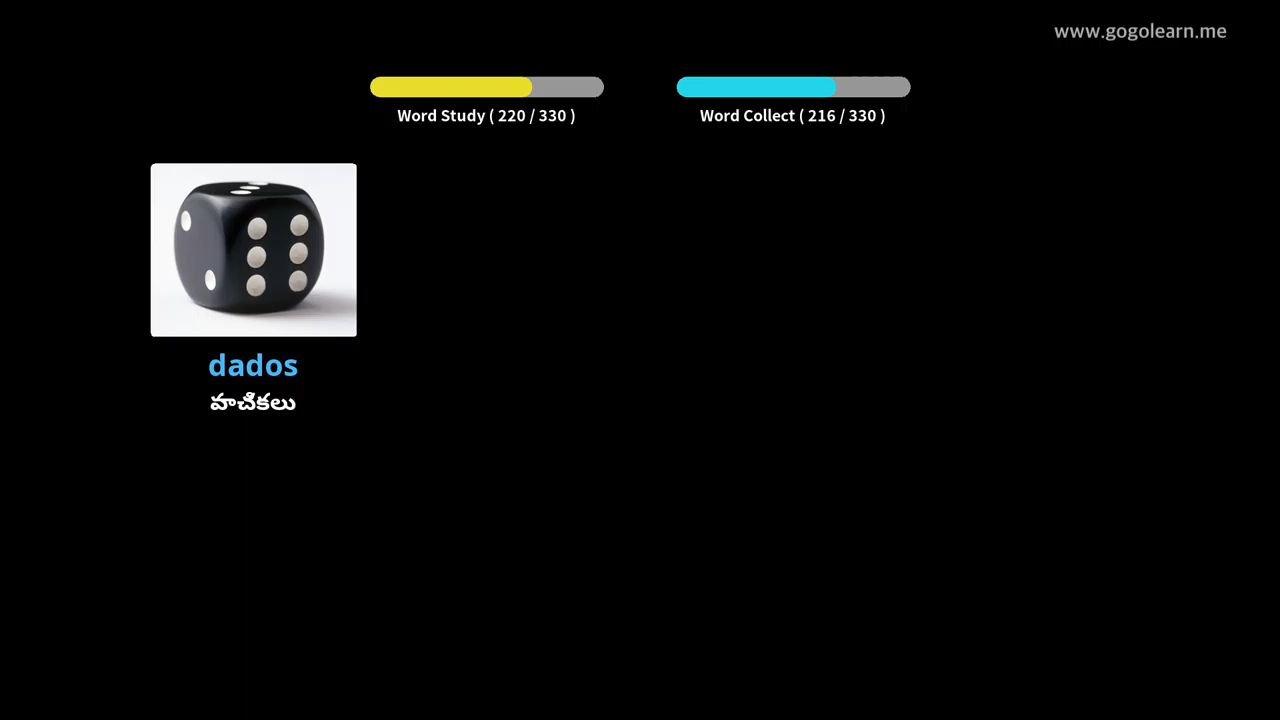 www.gogolearn.me
Word Study ( 220 / 330 )
Word Collect ( 216 / 330 )
dados
పాచికలు